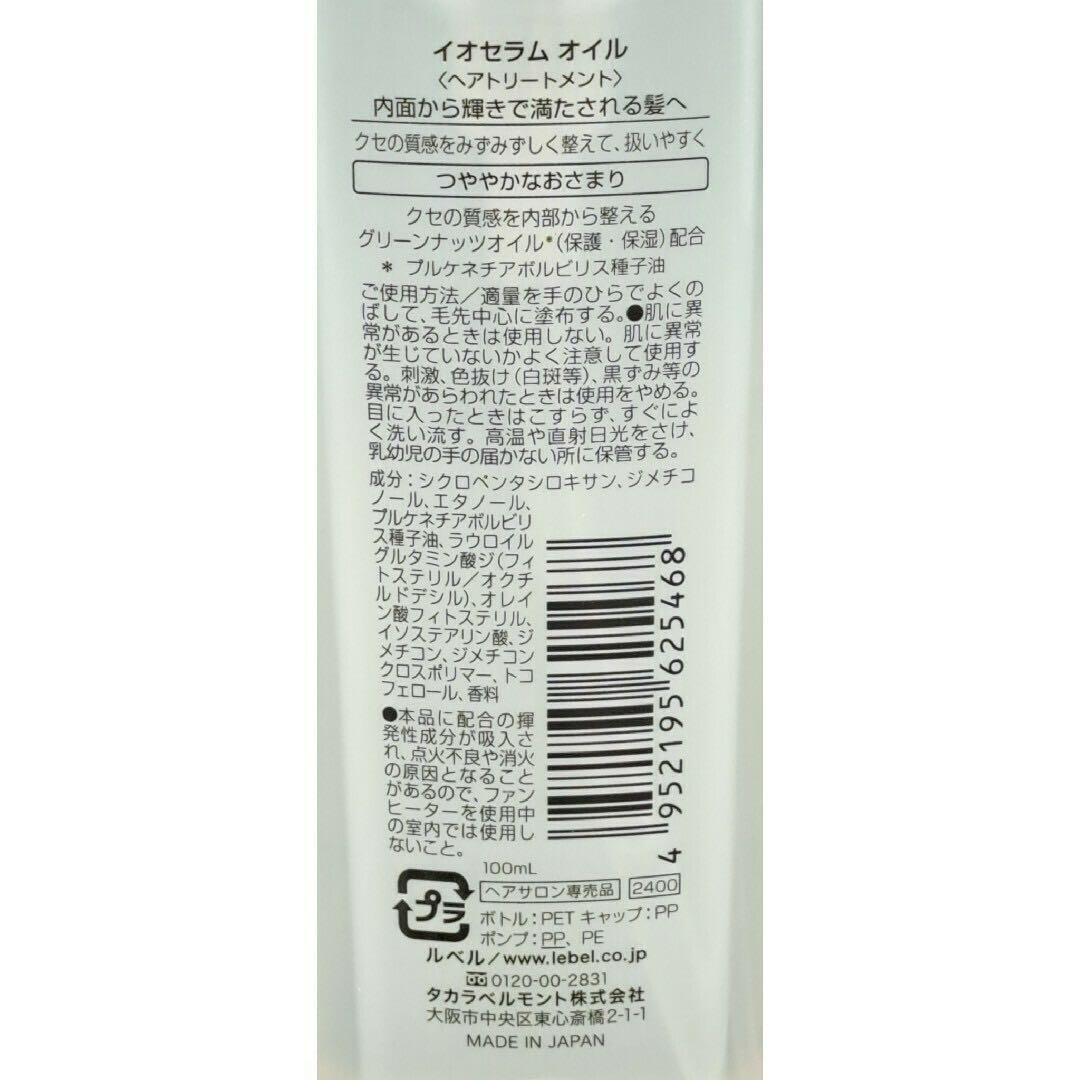 イオセラム オイル
〈ヘアトリートメント〉
内面から輝きで満たされる髪へ
クセの質感をみずみずしく整えて、扱いやすく
つややかなおさまり
クセの質感を内部から整える
グリーンナッツオイル*(保護・保湿)配合
* プルケネチアボルビリス種子油
ご使用方法/適量を手のひらでよくの
ばして、毛先中心に塗布する。●肌に異
常があるときは使用しない。肌に異常
が生じていないかよく注意して使用す
る。刺激、色抜け(白斑等)、黒ずみ等の
異常があらわれたときは使用をやめる。
目に入ったときはこすらず、すぐによ
く洗い流す。高温や直射日光をさけ、
乳幼児の手の届かない所に保管する。
成分:シクロペンタシロキサン、ジメチコ
ノール、エタノール、
プルケネチアボルビリ
ス種子油、ラウロイル
グルタミン酸ジ(フィ
トステリル/オクチ
ルドデシル)、オレイ
ン酸フィトステリル、
イソステアリン酸、ジ
メチコン、ジメチコン
クロスポリマー、トコ
フェロール、香料
●本品に配合の揮
発性成分が吸入さ
れ、点火不良や消火
の原因となること
があるので、ファン
ヒーターを使用中
の室内では使用し
ないこと。
4 952195 625468
100mL
プラ
ヘアサロン専売品 2400
ボトル:PET キャップ:PP
ポンプ:PP、PE
ルベル/www.lebel.co.jp
0120-00-2831
タカラベルモント株式会社
大阪市中央区東心斎橋2-1-1
MADE IN JAPAN